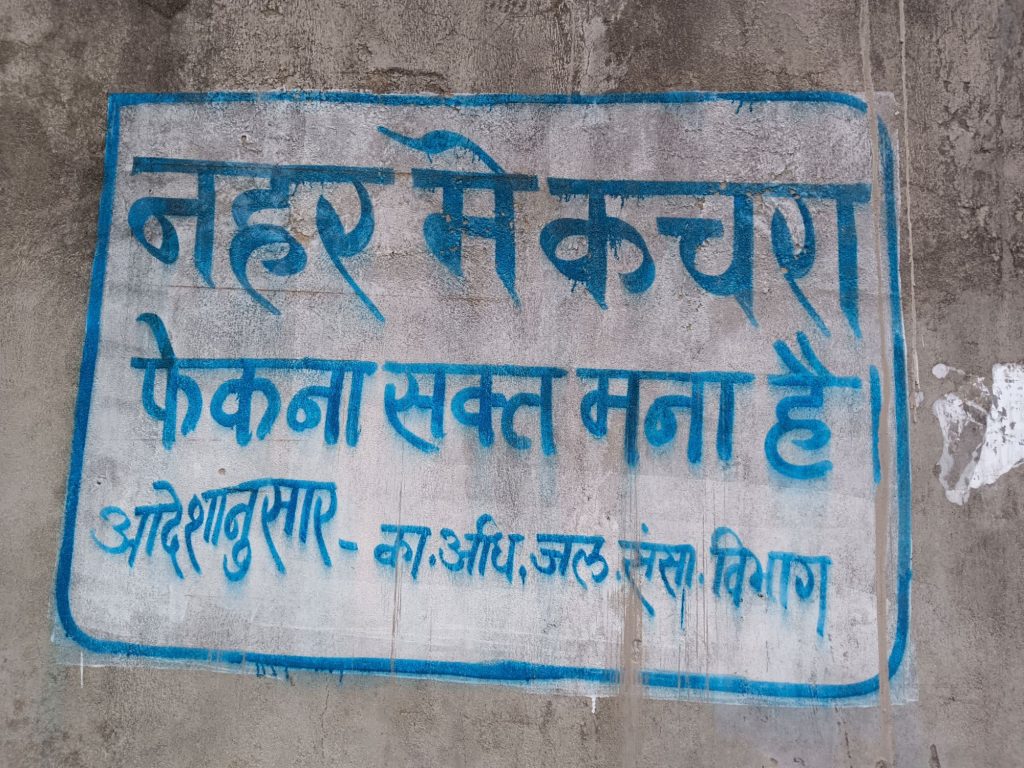 नहर मे कचरा
फेकना सक्त मना है।
आदेशानुसार - का. अधि. जल. संसा. विभाग